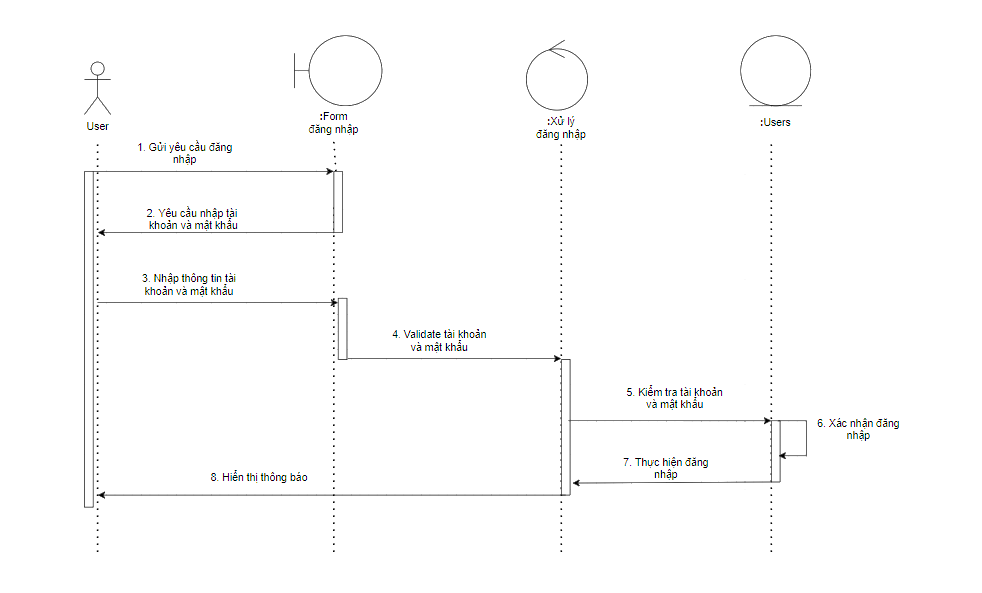 User
:Form
đăng nhập
:Xử lý
đăng nhập
:Users
1. Gửi yêu cầu đăng
nhập
2. Yêu cầu nhập tài
khoản và mật khẩu
3. Nhập thông tin tài
khoản và mật khẩu
4. Validate tài khoản
và mật khẩu
5. Kiểm tra tài khoản
và mật khẩu
6. Xác nhận đăng
nhập
7. Thực hiện đăng
nhập
8. Hiển thị thông báo